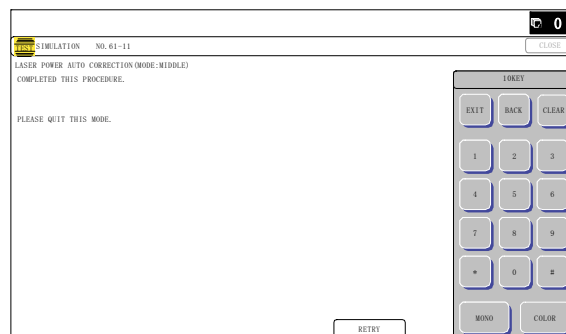 0
TEST SIMULATION NO.61-11 CLOSE
LASER POWER AUTO CORRECTION(MODE:MIDDLE)
COMPLETED THIS PROCEDURE.
PLEASE QUIT THIS MODE.
10KEY
EXIT BACK CLEAR
1 2 3
4 5 6
7 8 9
* 0 #
MONO COLOR
RETRY